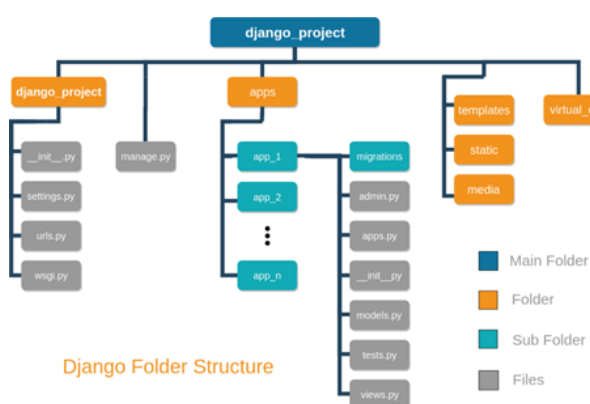 django_project
django_project
apps
templates
virtual_
__init__.py
manage.py
app_1
migrations
static
settings.py
app_2
admin.py
media
urls.py
apps.py
wsgi.py
app_n
__init__py
Main Folder
models.py
Folder
tests.py
Sub Folder
views.py
Files
Django Folder Structure